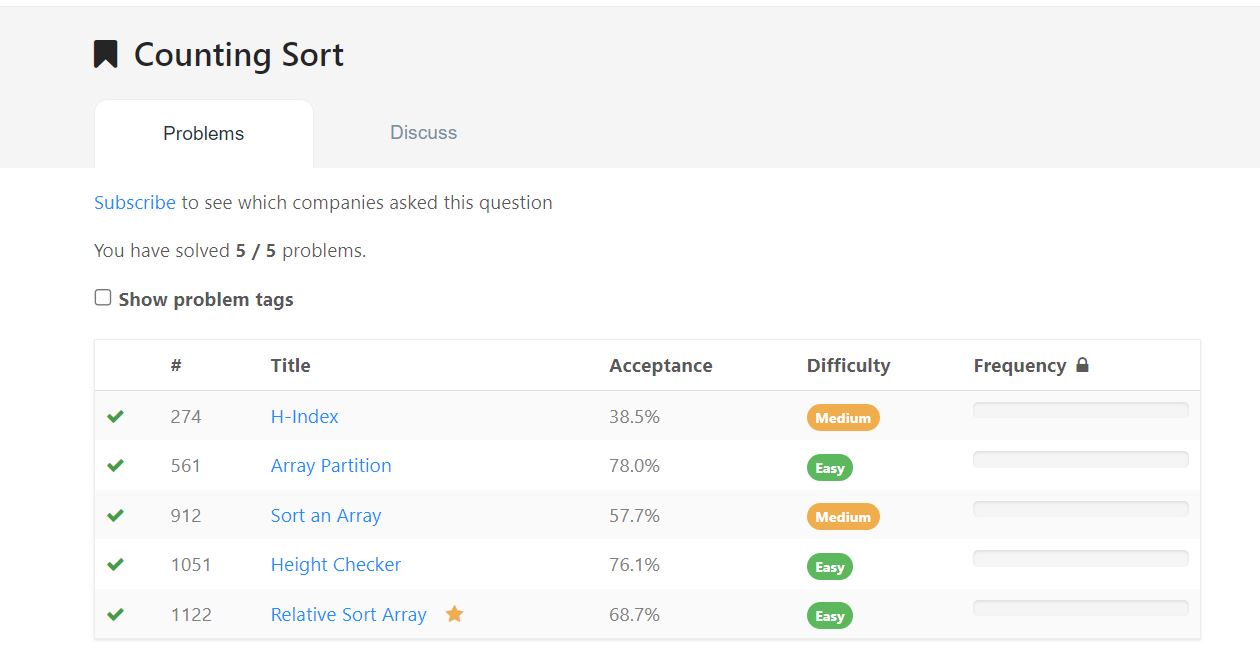 Counting Sort
Problems Discuss
Subscribe to see which companies asked this question
You have solved 5 / 5 problems.
Show problem tags
# Title Acceptance Difficulty Frequency
274 H-Index 38.5% Medium
561 Array Partition 78.0% Easy
912 Sort an Array 57.7% Medium
1051 Height Checker 76.1% Easy
1122 Relative Sort Array 68.7% Easy